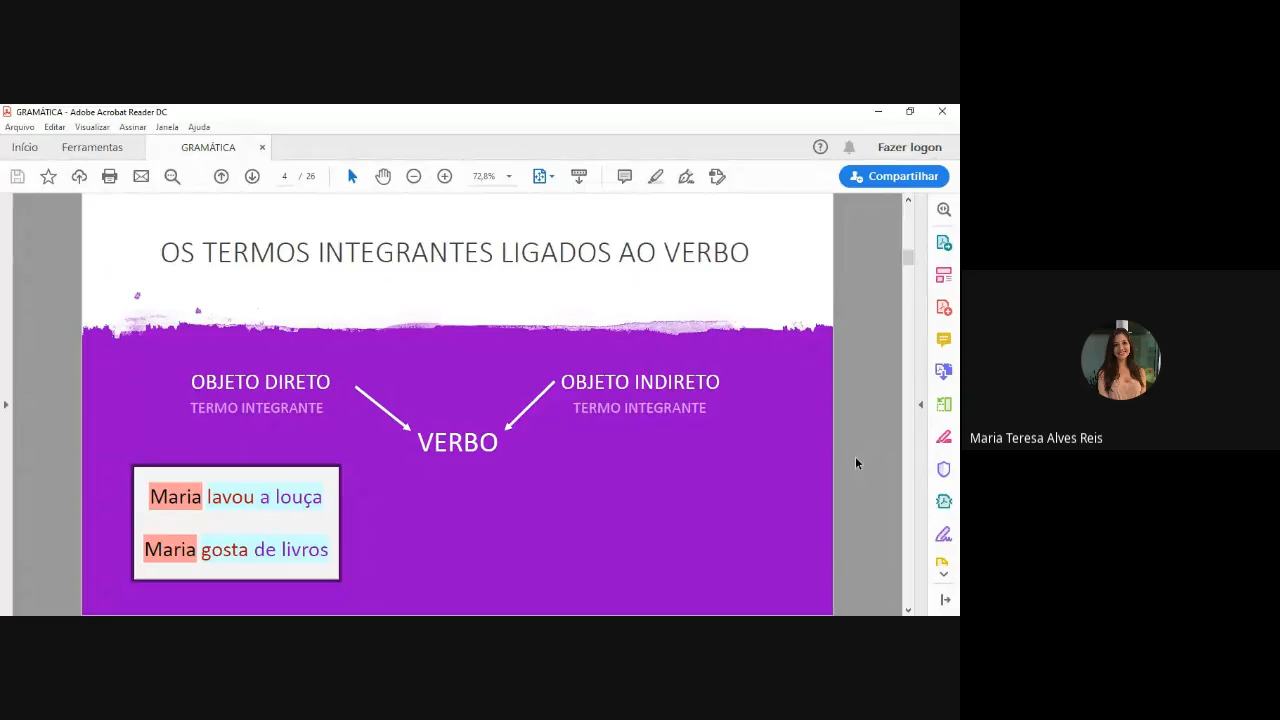 GRAMÁTICA - Adobe Acrobat Reader DC
Arquivo Editar Visualizar Assinar Janela Ajuda
Início Ferramentas GRAMÁTICA × Fazer logon
4 / 26 72,8% Compartilhar
OS TERMOS INTEGRANTES LIGADOS AO VERBO
OBJETO DIRETO OBJETO INDIRETO
TERMO INTEGRANTE TERMO INTEGRANTE
VERBO
Maria Teresa Alves Reis
Maria lavou a louça
Maria gosta de livros